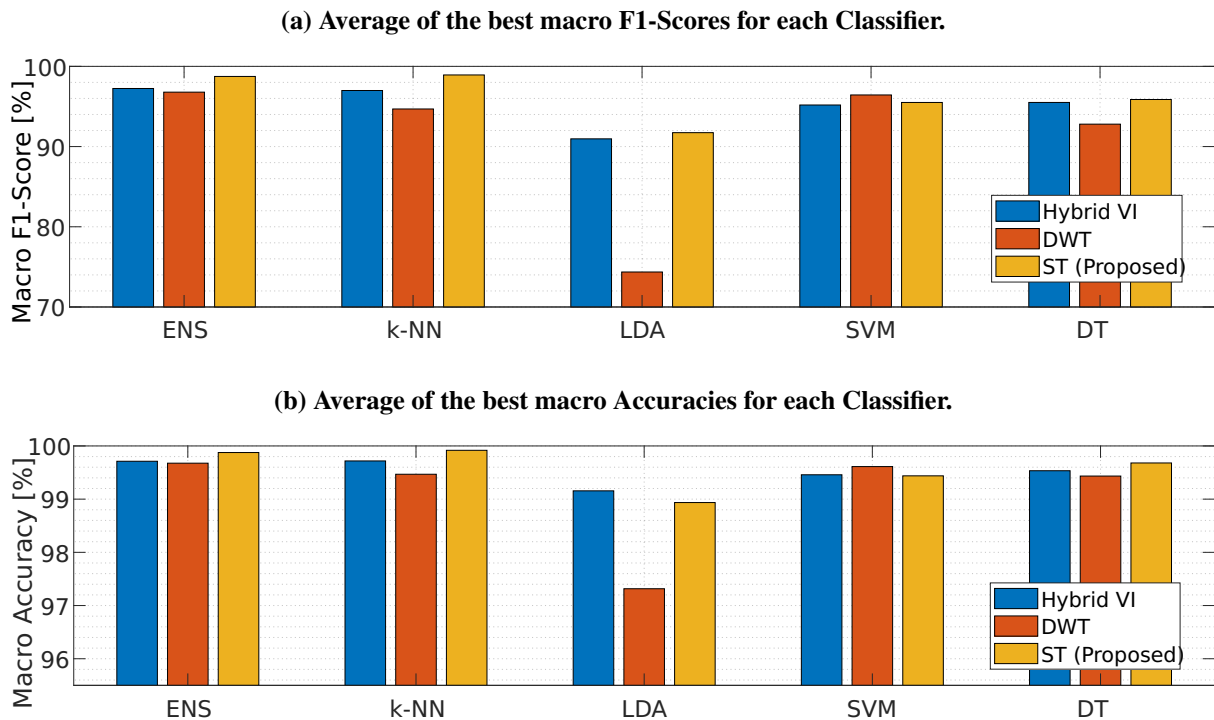 (a) Average of the best macro F1-Scores for each Classifier.
Macro F1-Score [%]
100
90
80
70
Hybrid VI
DWT
ST (Proposed)
ENS k-NN LDA SVM DT
(b) Average of the best macro Accuracies for each Classifier.
Macro Accuracy [%]
100
99
98
97
96
Hybrid VI
DWT
ST (Proposed)
ENS k-NN LDA SVM DT